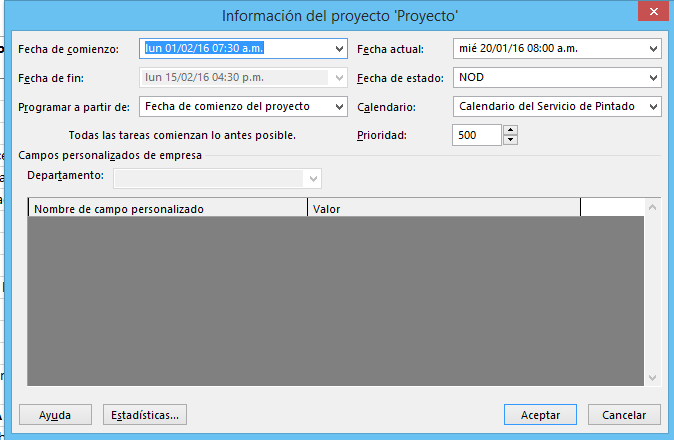 Información del proyecto 'Proyecto'
Fecha de comienzo: lun 01/02/16 07:30 a.m. Fecha actual: mié 20/01/16 08:00 a.m.
Fecha de fin: lun 15/02/16 04:30 p.m. Fecha de estado: NOD
Programar a partir de: Fecha de comienzo del proyecto Calendario: Calendario del Servicio de Pintado
Todas las tareas comienzan lo antes posible. Prioridad: 500
Campos personalizados de empresa
Departamento:
Nombre de campo personalizado Valor
Ayuda Estadísticas... Aceptar Cancelar